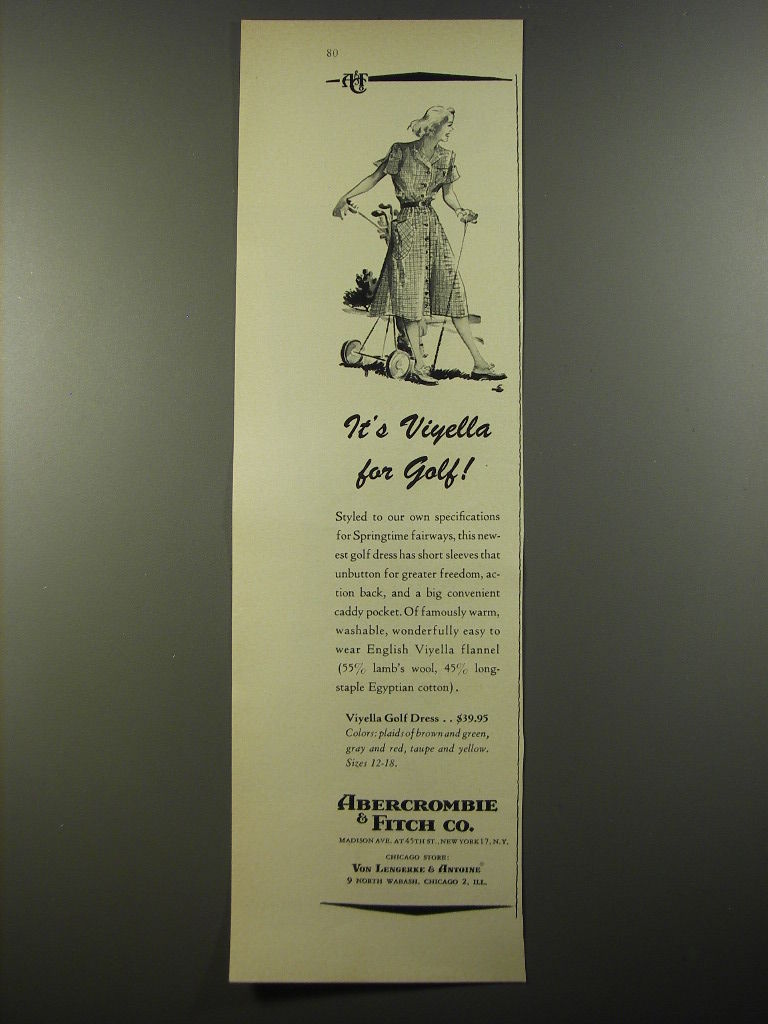 80
A&F Co
It's Viyella
for Golf!
Styled to our own specifications
for Springtime fairways, this new-
est golf dress has short sleeves that
unbutton for greater freedom, ac-
tion back, and a big convenient
caddy pocket. Of famously warm,
washable, wonderfully easy to
wear English Viyella flannel
(55% lamb's wool, 45% long-
staple Egyptian cotton).
Viyella Golf Dress . . $39.95
Colors: plaids of brown and green,
gray and red, taupe and yellow.
Sizes 12-18.
ABERCROMBIE
& FITCH CO.
MADISON AVE. AT 45TH ST., NEW YORK 17, N.Y.
CHICAGO STORE:
VON LENGERKE & ANTOINE
9 NORTH WABASH, CHICAGO 2, ILL.